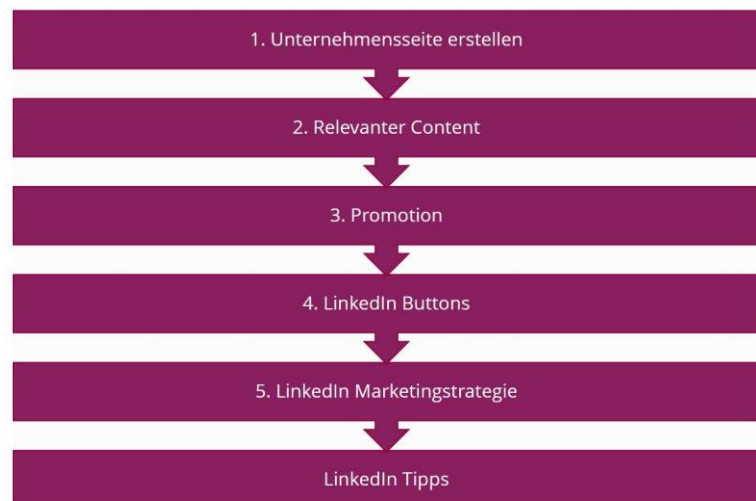 1. Unternehmensseite erstellen
2. Relevanter Content
3. Promotion
4. LinkedIn Buttons
5. LinkedIn Marketingstrategie
LinkedIn Tipps